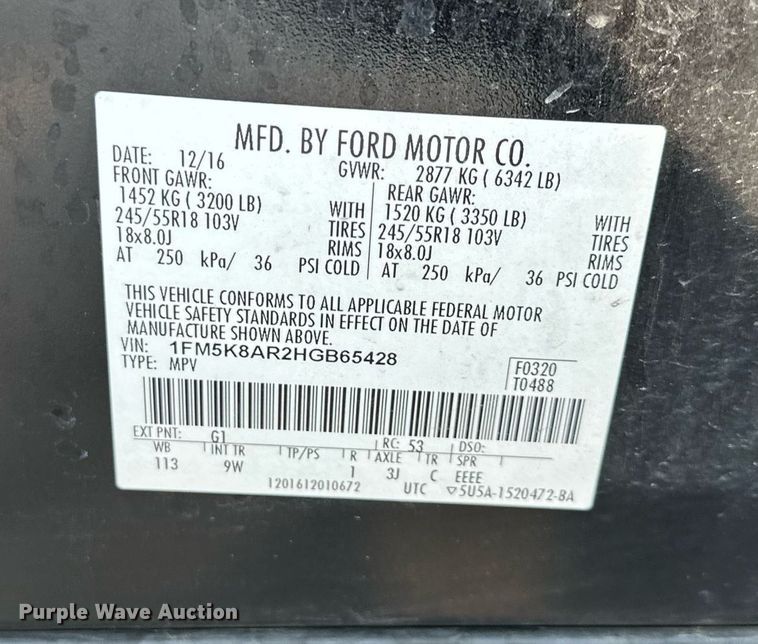 MFD. BY FORD MOTOR CO.
DATE: 12/16 GVWR: 2877 KG ( 6342 LB)
FRONT GAWR: REAR GAWR:
1452 KG ( 3200 LB) WITH 1520 KG ( 3350 LB) WITH
245/55R18 103V TIRES 245/55R18 103V TIRES
18x8.0J RIMS 18x8.0J RIMS
AT 250 kPa/ 36 PSI COLD AT 250 kPa/ 36 PSI COLD
THIS VEHICLE CONFORMS TO ALL APPLICABLE FEDERAL MOTOR
VEHICLE SAFETY STANDARDS IN EFFECT ON THE DATE OF
MANUFACTURE SHOWN ABOVE.
VIN: 1FM5K8AR2HGB65428
TYPE: MPV
F0320
T0488
EXT PNT: G1 RC: 53 DSO:
WB INT TR TP/PS R AXLE TR SPR
113 9W 1 3J C EEEE
1201612010672 UTC ▽5U5A-1520472-BA
Purple Wave Auction